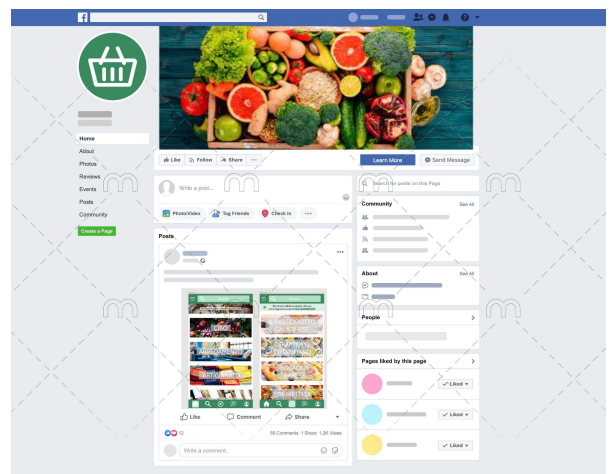 f
Home
About
Photos
Reviews
Events
Posts
Community
Create a Page
Like
Follow
Share
Learn More
Send Message
Write a post...
Photo/Video
Tag Friends
Check in
Search for posts on this Page
Community
See All
Posts
About
See All
People
Pages liked by this page
Liked
Liked
Liked
CIBO
ABBIGLIAMENTO
ARTIGIANATO
Like
Comment
Share
12
56 Comments 1 Share 1.2K Views
Write a comment..